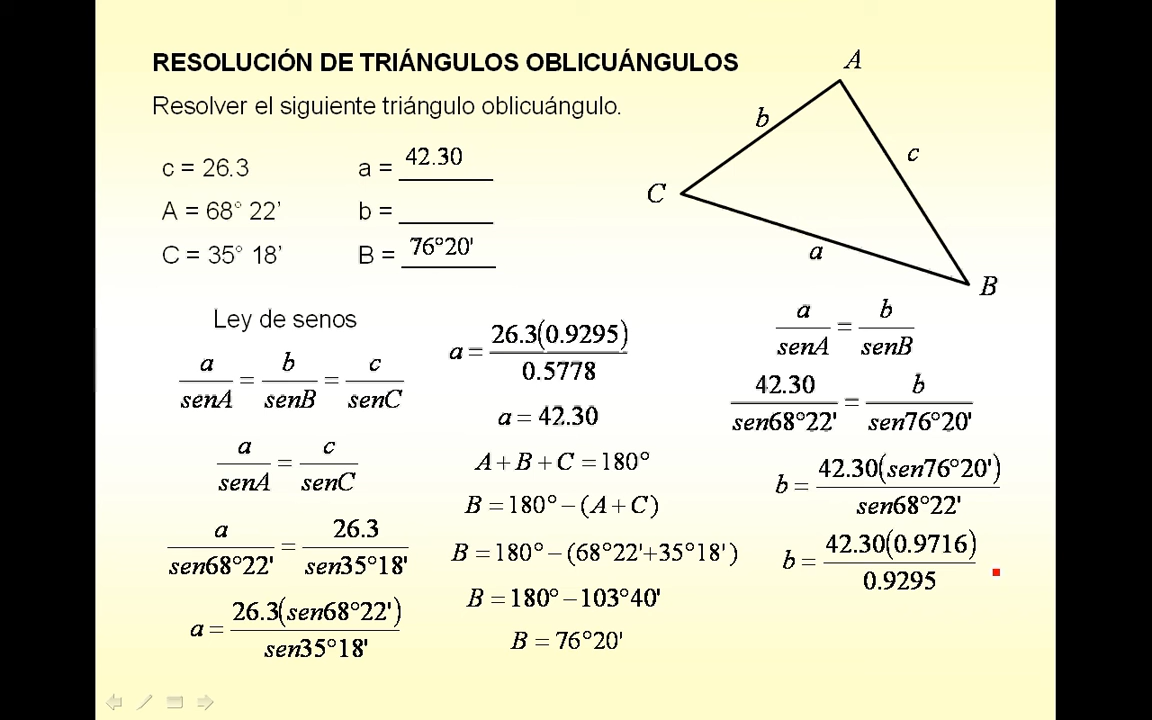 RESOLUCIÓN DE TRIÁNGULOS OBLICUÁNGULOS
Resolver el siguiente triángulo oblicuángulo.
c = 26.3
a = 42.30
A = 68° 22'
b = ______
C = 35° 18'
B = 76°20'
A
b
c
C
a
B
Ley de senos
a/senA = b/senB = c/senC
a/senA = c/senC
a/sen68°22' = 26.3/sen35°18'
a = 26.3(sen68°22')/sen35°18'
a = 26.3(0.9295)/0.5778
a = 42.30
A + B + C = 180°
B = 180° − (A + C)
B = 180° − (68°22'+35°18')
B = 180° − 103°40'
B = 76°20'
a/senA = b/senB
42.30/sen68°22' = b/sen76°20'
b = 42.30(sen76°20')/sen68°22'
b = 42.30(0.9716)/0.9295